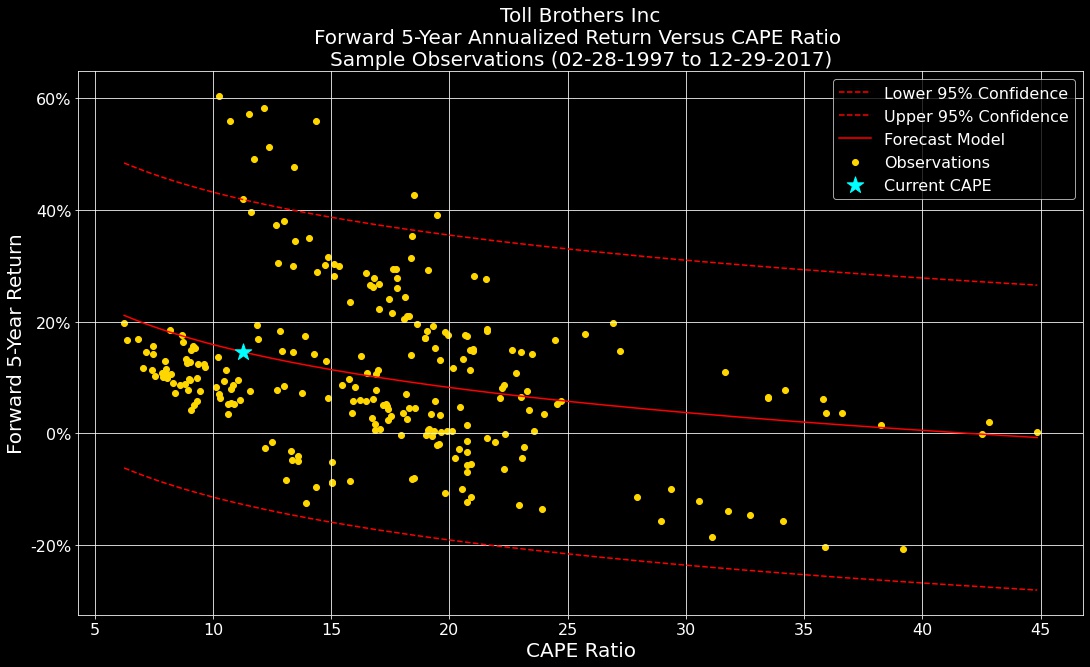 Toll Brothers Inc
Forward 5-Year Annualized Return Versus CAPE Ratio
Sample Observations (02-28-1997 to 12-29-2017)
Lower 95% Confidence
Upper 95% Confidence
Forecast Model
Observations
Current CAPE
Forward 5-Year Return
60%
40%
20%
0%
-20%
5 10 15 20 25 30 35 40 45
CAPE Ratio